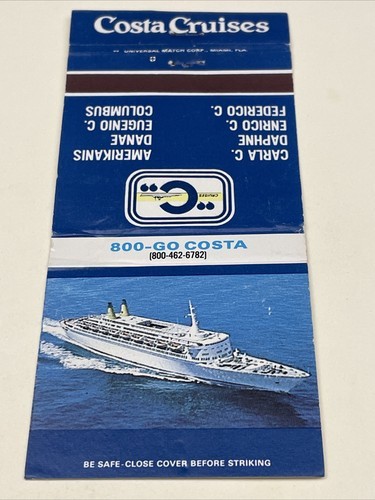 Costa Cruises
UNIVERSAL MATCH CORP., MIAMI, FLA.
CARLA C. AMERIKANIS
DAPHNE DANAE
ENRICO C. EUGENIO C.
FEDERICO C. COLUMBUS
"C"
CRUISES
800-GO COSTA
(800-462-6782)
BE SAFE-CLOSE COVER BEFORE STRIKING